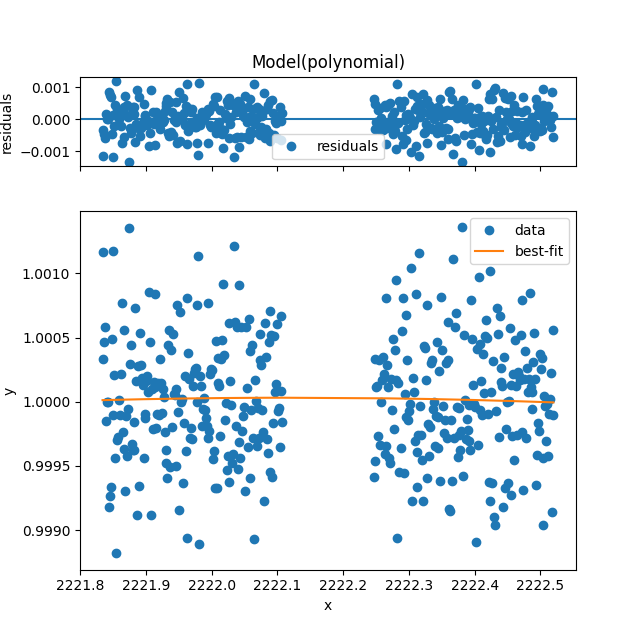 Model(polynomial)
residuals
0.001
0.000
−0.001
residuals
y
1.0010
1.0005
1.0000
0.9995
0.9990
data
best-fit
2221.8 2221.9 2222.0 2222.1 2222.2 2222.3 2222.4 2222.5
x